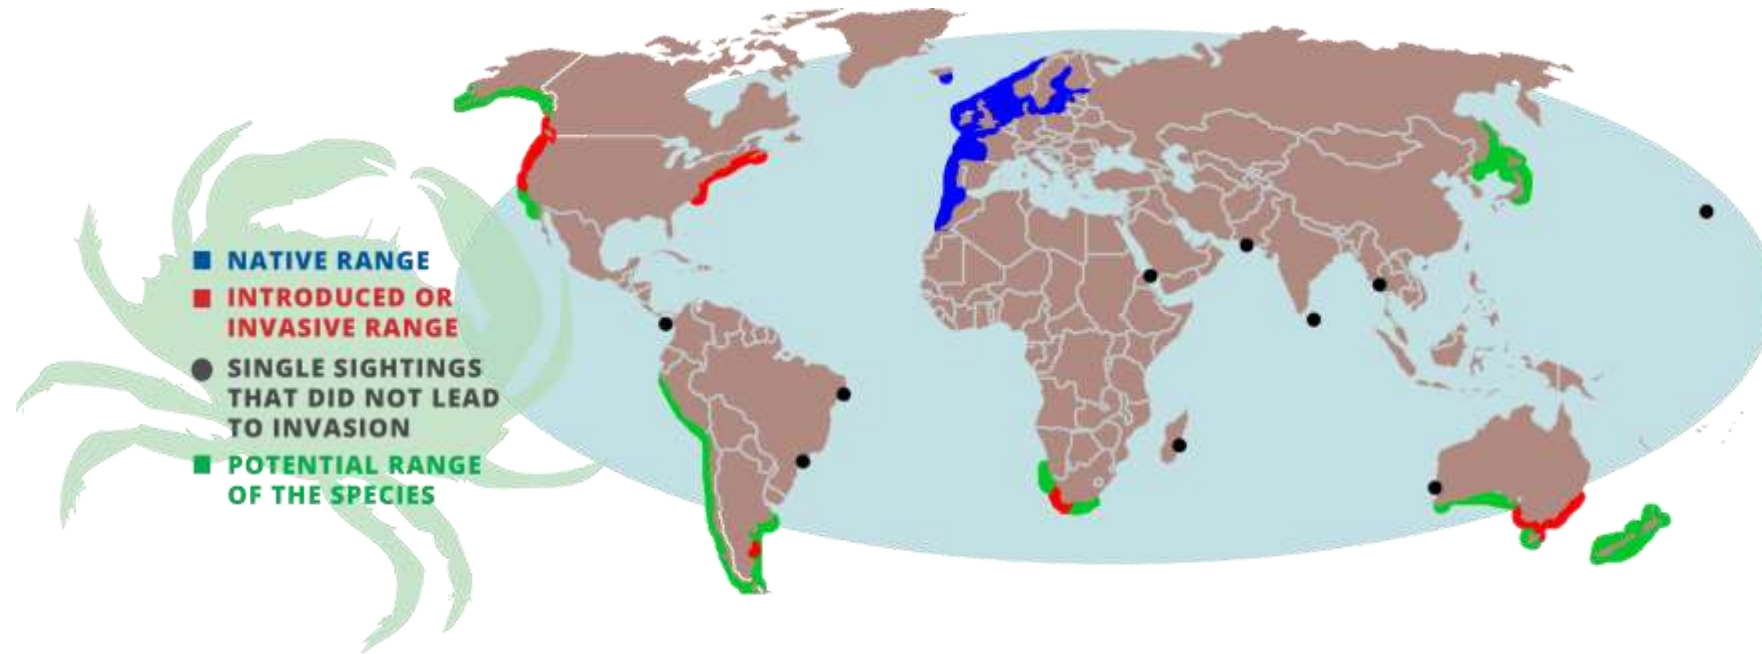 NATIVE RANGE
INTRODUCED OR
INVASIVE RANGE
SINGLE SIGHTINGS
THAT DID NOT LEAD
TO INVASION
POTENTIAL RANGE
OF THE SPECIES